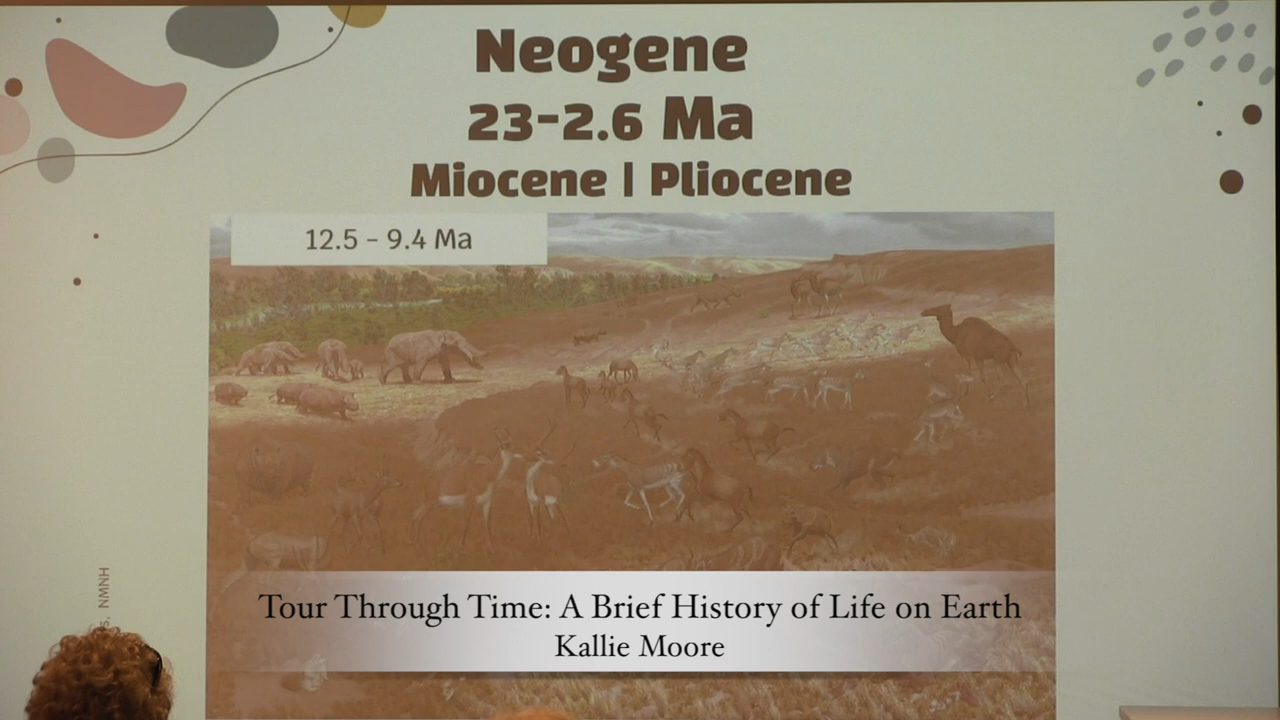 Neogene
23-2.6 Ma
Miocene | Pliocene
12.5 – 9.4 Ma
NMNH
Tour Through Time: A Brief History of Life on Earth
Kallie Moore